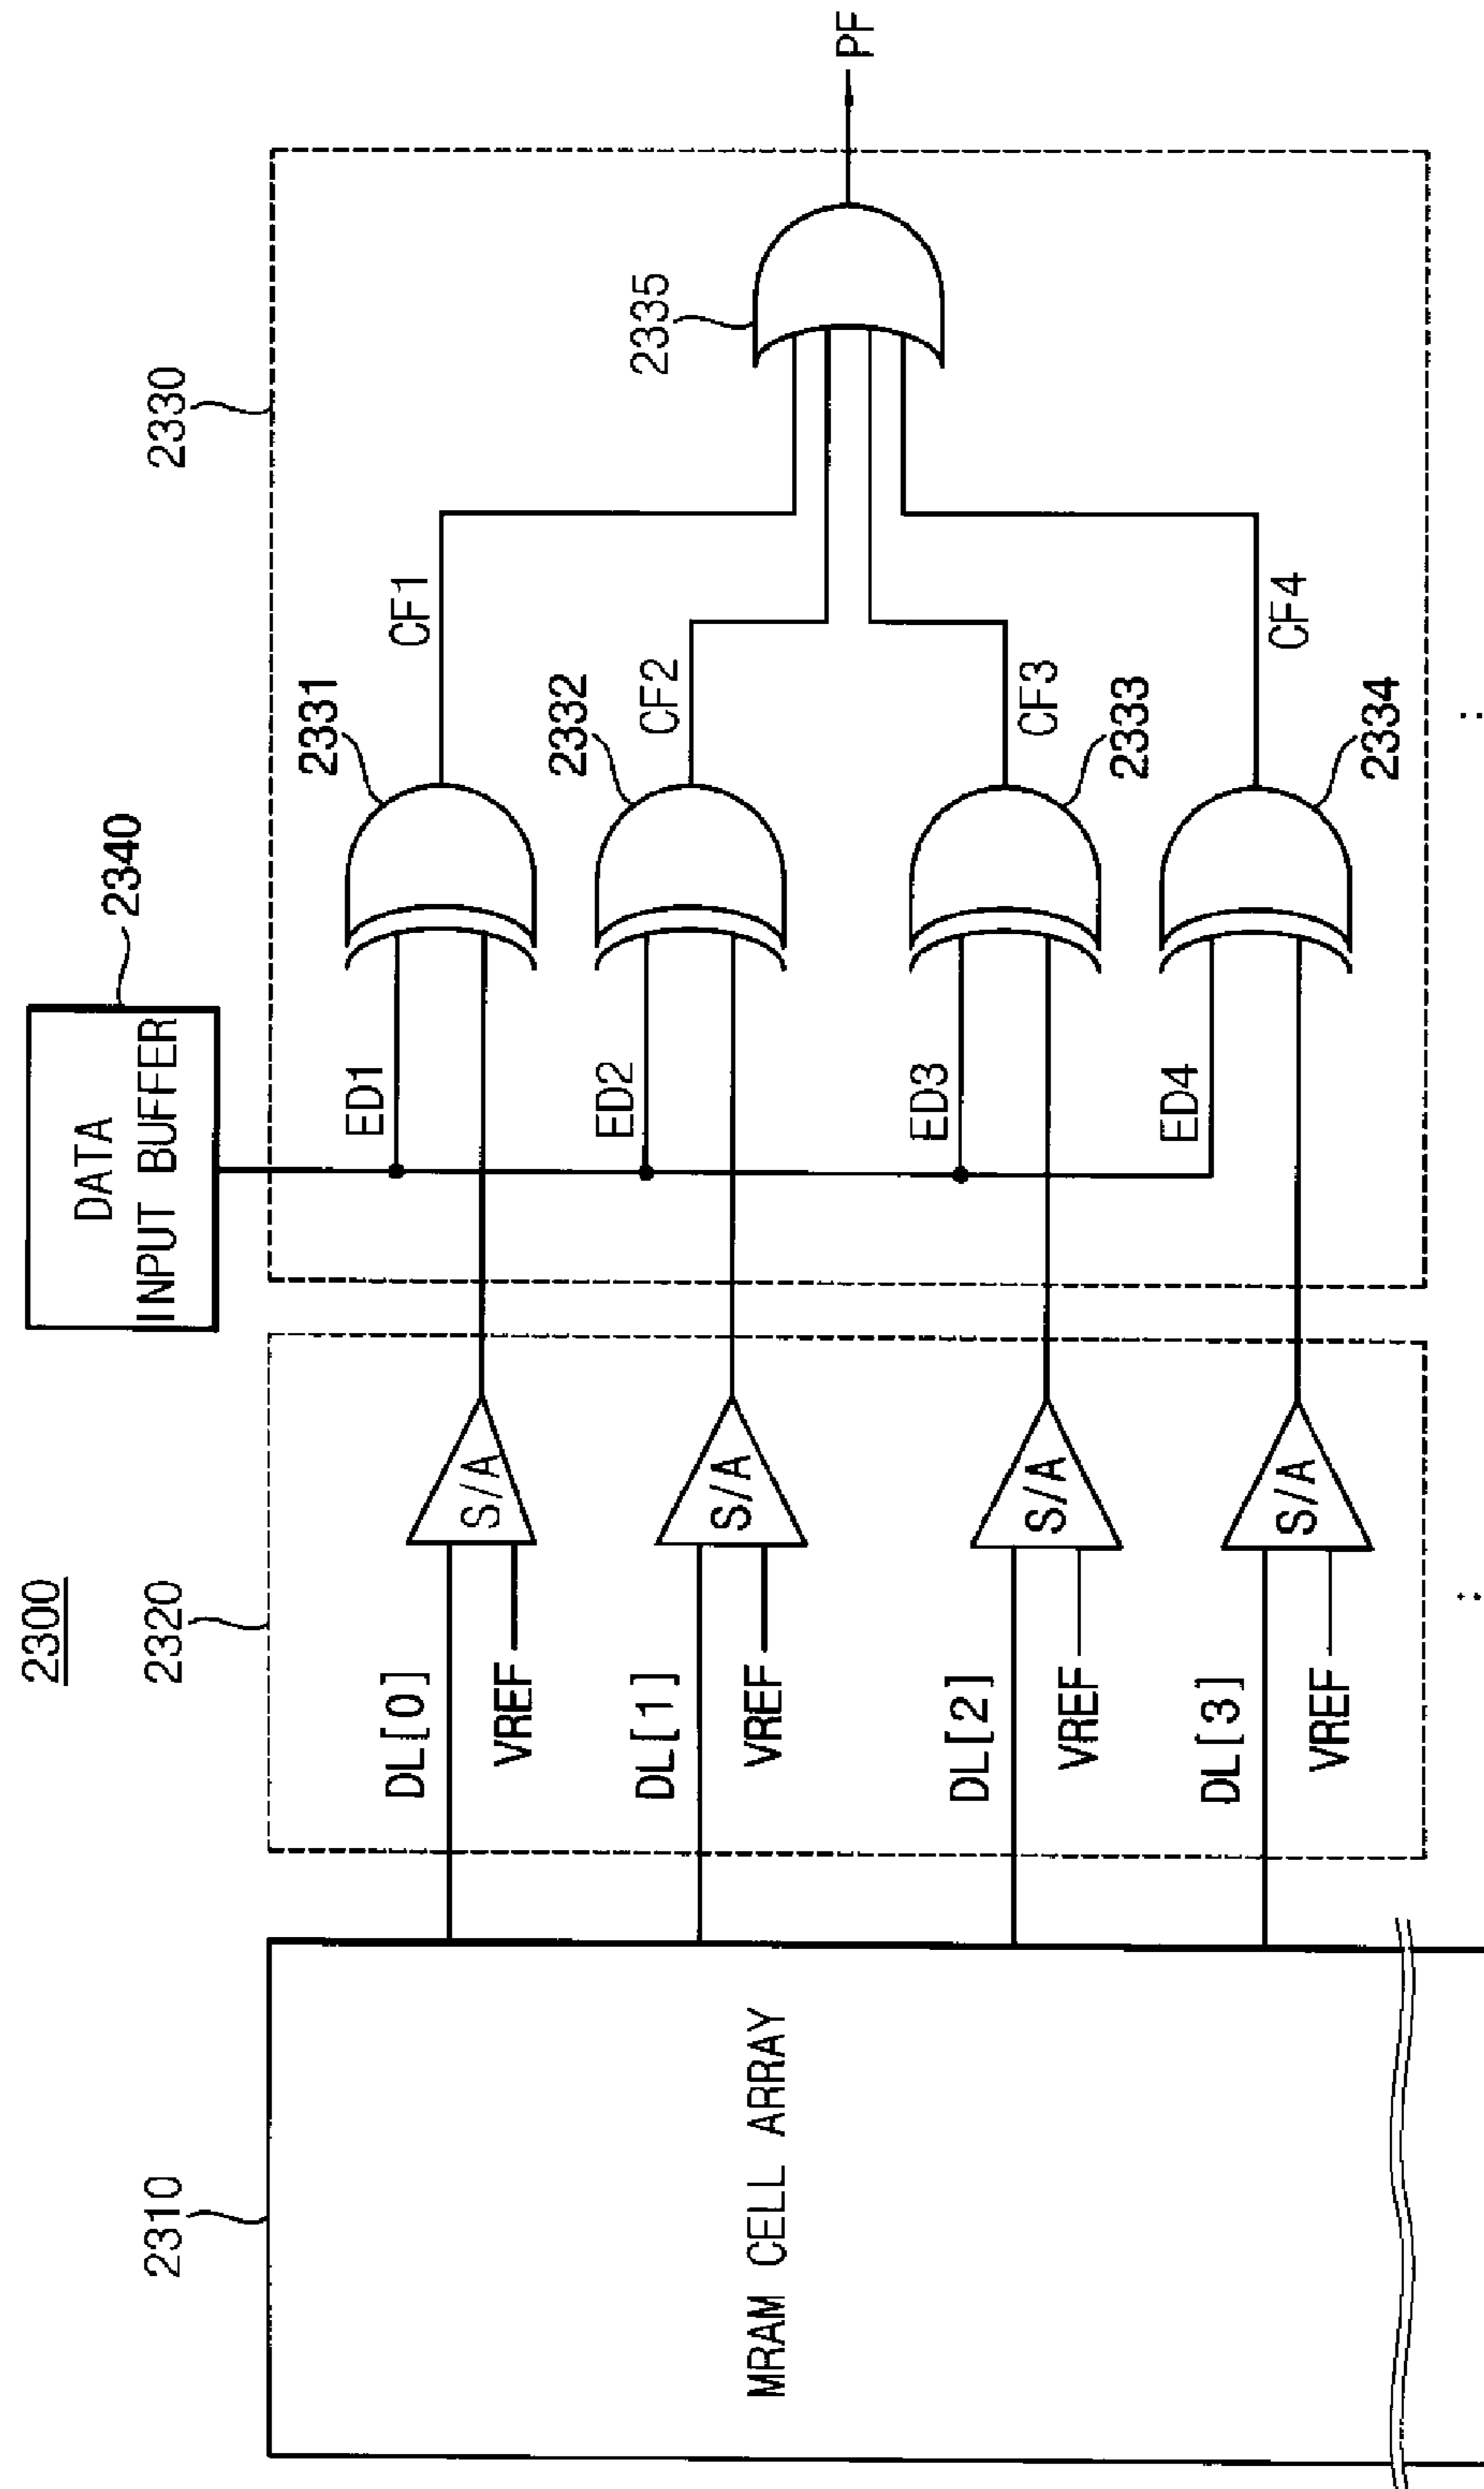 2300
2310
2320
2330
2340
DATA
INPUT BUFFER
MRAM CELL ARRAY
DL[0]
VREF
S/A
ED1
2331
CF1
DL[1]
VREF
S/A
ED2
2332
CF2
2335
PF
DL[2]
VREF
S/A
ED3
2333
CF3
DL[3]
VREF
S/A
ED4
2334
CF4